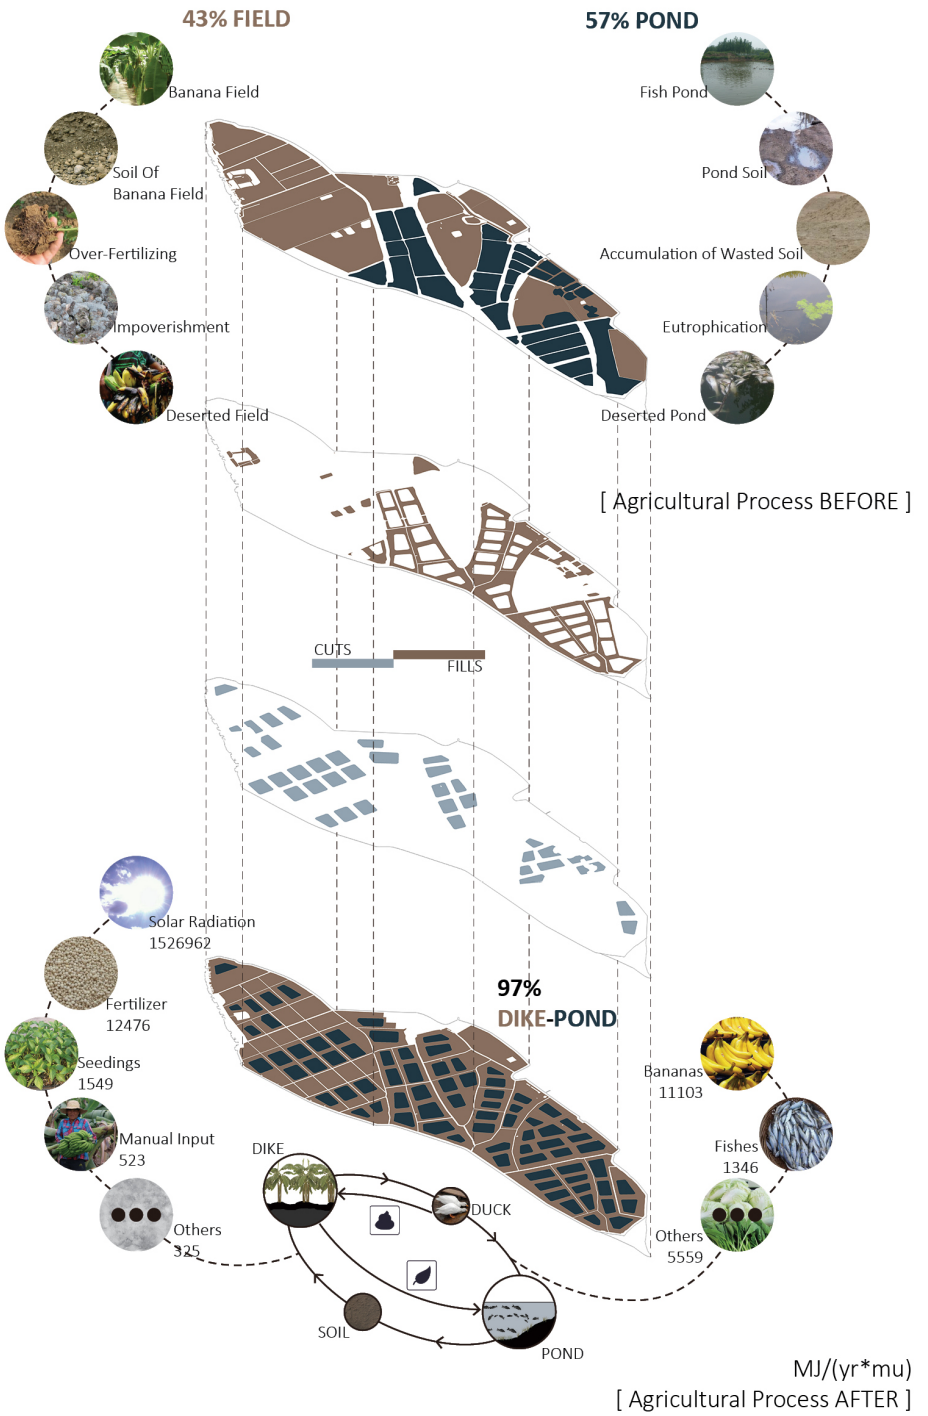 43% FIELD
57% POND
Banana Field
Fish Pond
Soil Of
Banana Field
Pond Soil
Over-Fertilizing
Accumulation of Wasted Soil
Impoverishment
Eutrophication
Deserted Field
Deserted Pond
[ Agricultural Process BEFORE ]
CUTS
FILLS
Solar Radiation
1526962
Fertilizer
12476
97%
DIKE-POND
Seedings
1549
Bananas
11103
Manual Input
523
Fishes
1346
DIKE
DUCK
Others
325
Others
5559
SOIL
POND
MJ/(yr*mu)
[ Agricultural Process AFTER ]